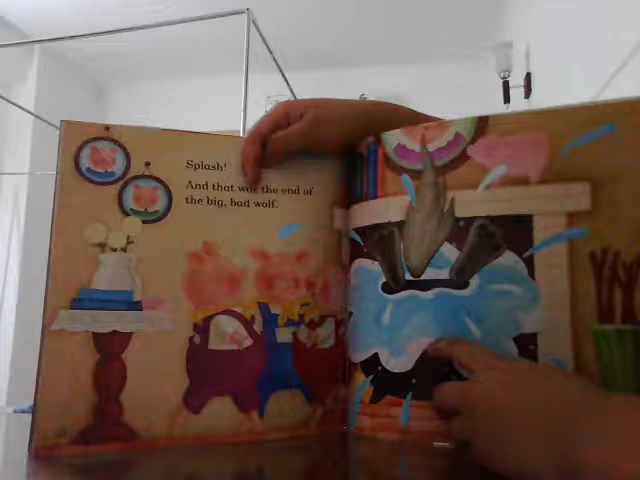 Splash!
And that was the end of
the big, bad wolf.